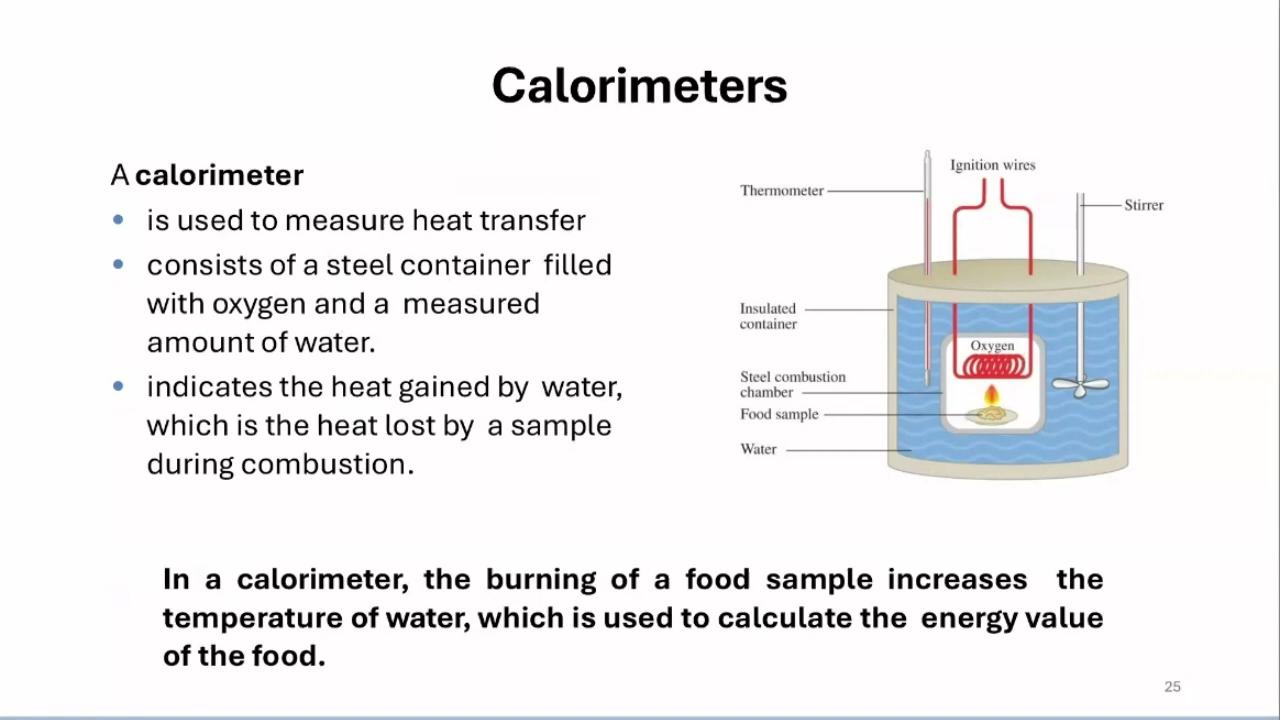 Calorimeters
A calorimeter
• is used to measure heat transfer
• consists of a steel container filled
with oxygen and a measured
amount of water.
• indicates the heat gained by water,
which is the heat lost by a sample
during combustion.
Ignition wires
Thermometer
Stirrer
Insulated
container
Oxygen
Steel combustion
chamber
Food sample
Water
In a calorimeter, the burning of a food sample increases the
temperature of water, which is used to calculate the energy value
of the food.
25